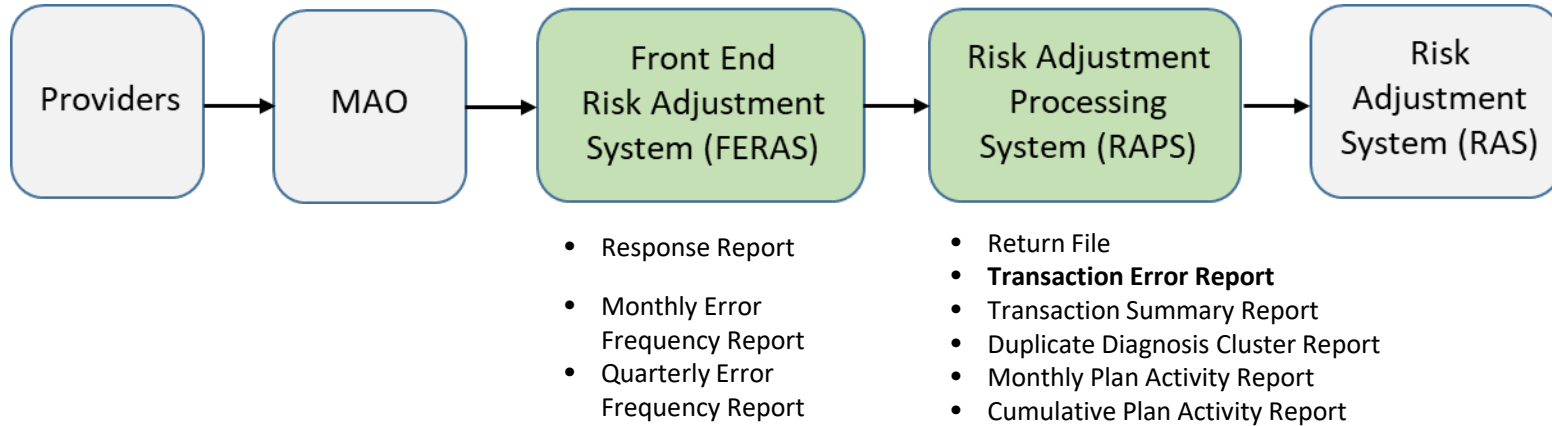 Providers
MAO
Front End
Risk Adjustment
System (FERAS)
Risk Adjustment
Processing
System (RAPS)
Risk
Adjustment
System (RAS)
• Response Report
• Monthly Error
Frequency Report
• Quarterly Error
Frequency Report
• Return File
• Transaction Error Report
• Transaction Summary Report
• Duplicate Diagnosis Cluster Report
• Monthly Plan Activity Report
• Cumulative Plan Activity Report